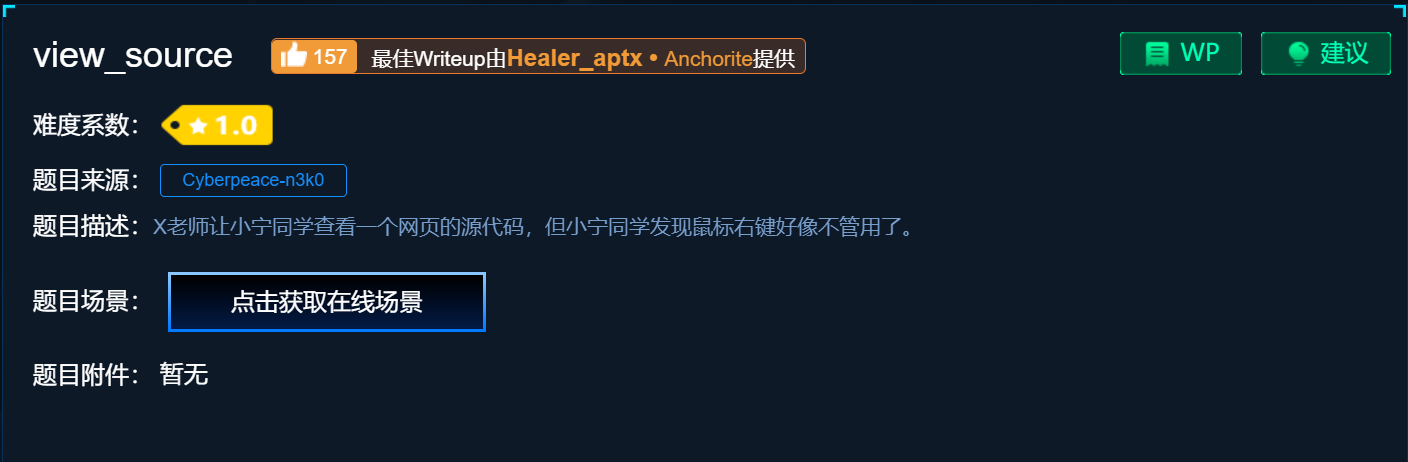 view_source 157 最佳Writeup由Healer_aptx • Anchorite提供 WP 建议
难度系数： 1.0
题目来源： Cyberpeace-n3k0
题目描述：X老师让小宁同学查看一个网页的源代码，但小宁同学发现鼠标右键好像不管用了。
题目场景： 点击获取在线场景
题目附件： 暂无